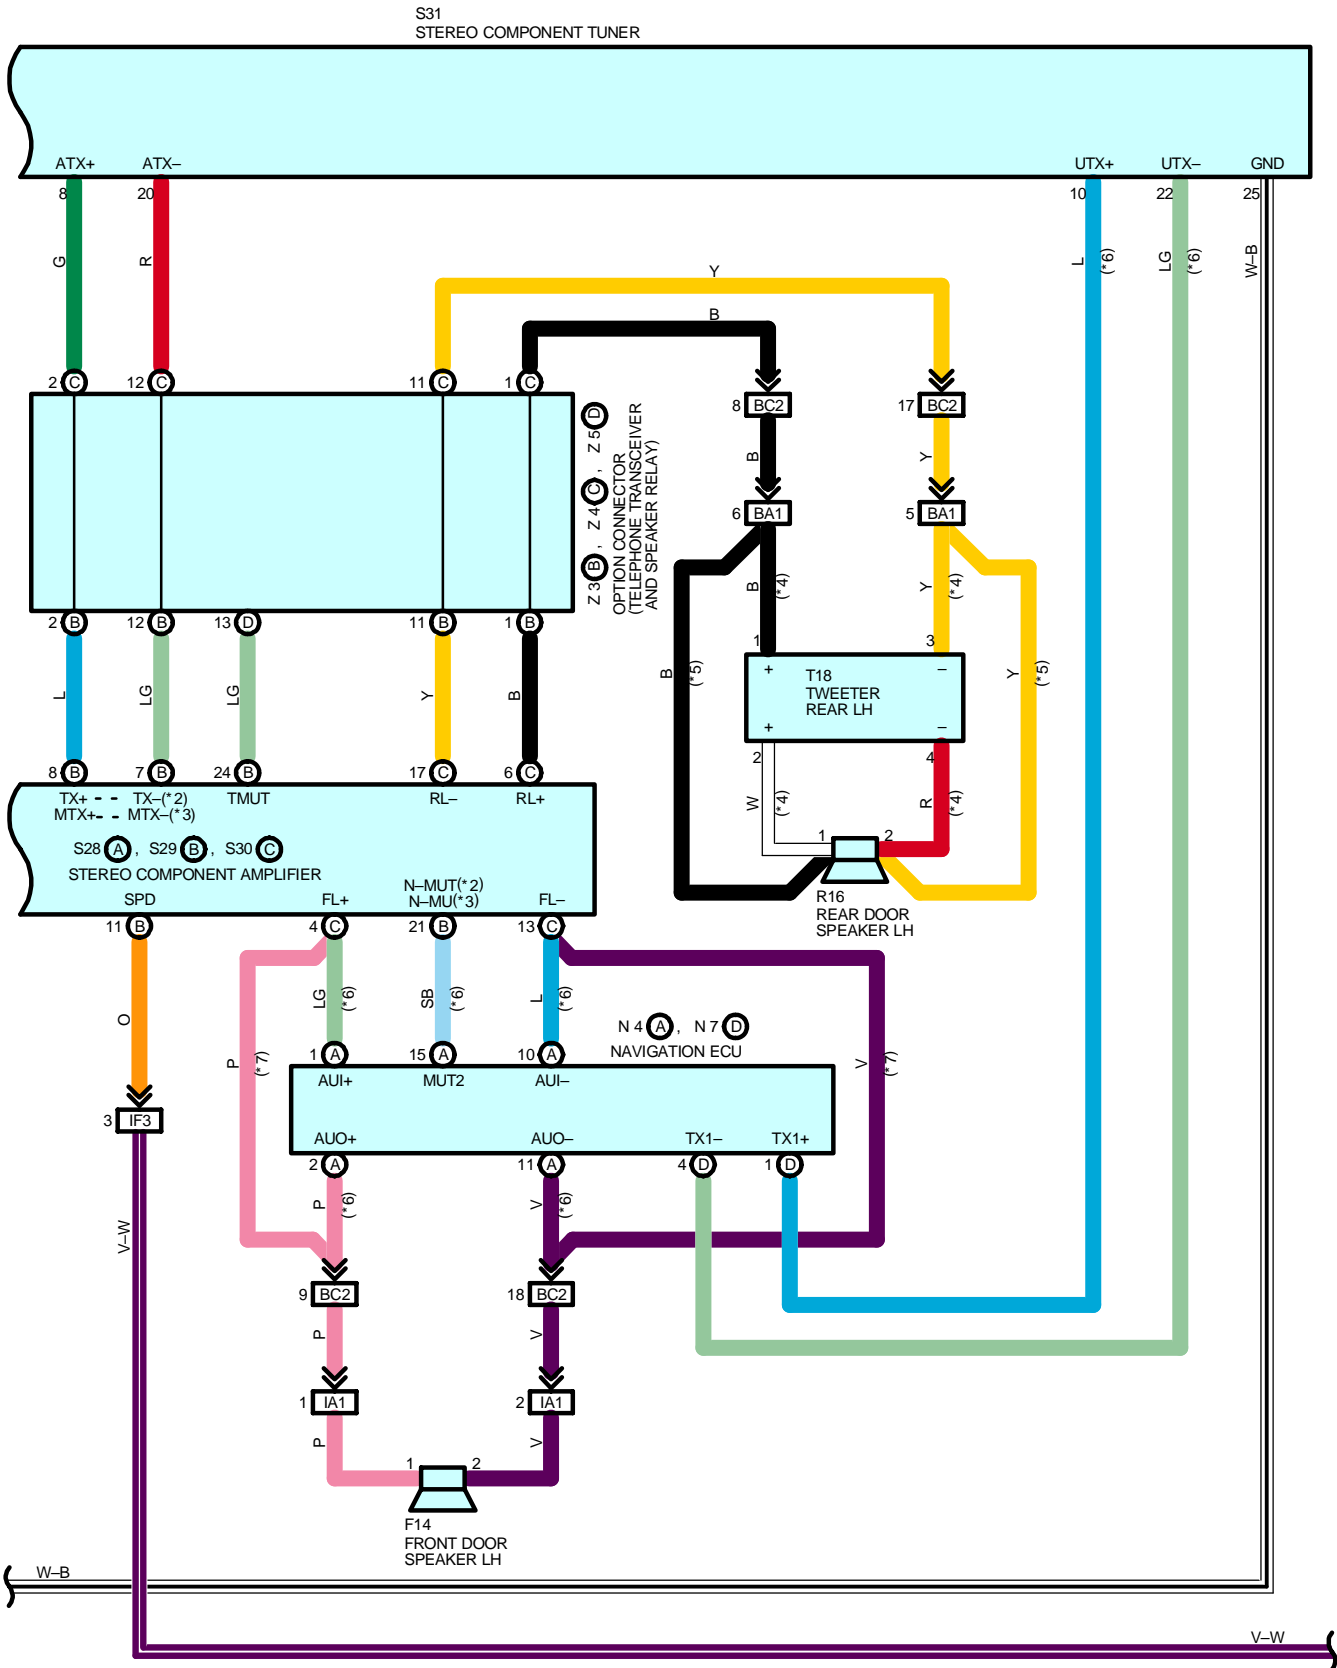 S31
STEREO COMPONENT TUNER
ATX+ ATX– UTX+ UTX– GND
8 20 10 22 25
G R L (*6) LG (*6) W–B
Y
B
2 C 12 C 11 C 1 C
8 BC2 17 BC2
Z 3 B , Z 4 C , Z 5 D
OPTION CONNECTOR
(TELEPHONE TRANSCEIVER
AND SPEAKER RELAY)
B Y
6 BA1 5 BA1
B (*4) Y (*4)
2 B 12 B 13 D 11 B 1 B
1 3
L LG LG Y B B (*5) Y (*5)
+ –
T18
TWEETER
REAR LH
+ –
2 4
8 B 7 B 24 B 17 C 6 C
TX+ - - TX–(*2) TMUT RL– RL+
MTX+- - MTX–(*3)
W (*4) R (*4)
S28 A , S29 B , S30 C
STEREO COMPONENT AMPLIFIER
1 2
R16
REAR DOOR
SPEAKER LH
N–MUT(*2)
SPD FL+ N–MU(*3) FL–
11 B 4 C 21 B 13 C
O LG (*6) SB (*6) L (*6)
N 4 A , N 7 D
NAVIGATION ECU
P (*7) V (*7)
1 A 15 A 10 A
AUI+ MUT2 AUI–
3 IF3
AUO+ AUO– TX1– TX1+
2 A 11 A 4 D 1 D
P (*6) V (*6)
V–W
9 BC2 18 BC2
P V
1 IA1 2 IA1
P V
1 2
F14
FRONT DOOR
SPEAKER LH
W–B
V–W